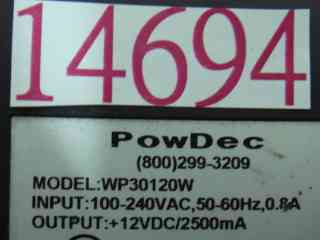 14694
PowDec
(800)299-3209
MODEL:WP30120W
INPUT:100-240VAC,50-60Hz,0.8A
OUTPUT:+12VDC/2500mA